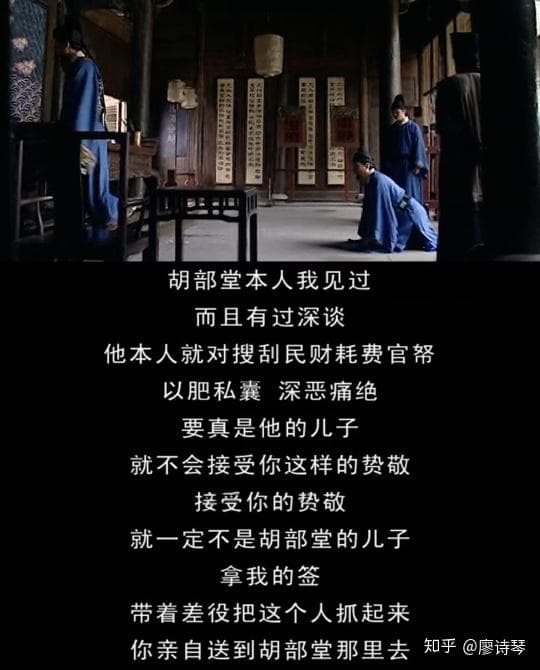 胡部堂本人我见过
而且有过深谈
他本人就对搜刮民财耗费官帑
以肥私囊 深恶痛绝
要真是他的儿子
就不会接受你这样的贽敬
接受你的贽敬
就一定不是胡部堂的儿子
拿我的签
带着差役把这个人抓起来
你亲自送到胡部堂那里去
知乎 @廖诗琴